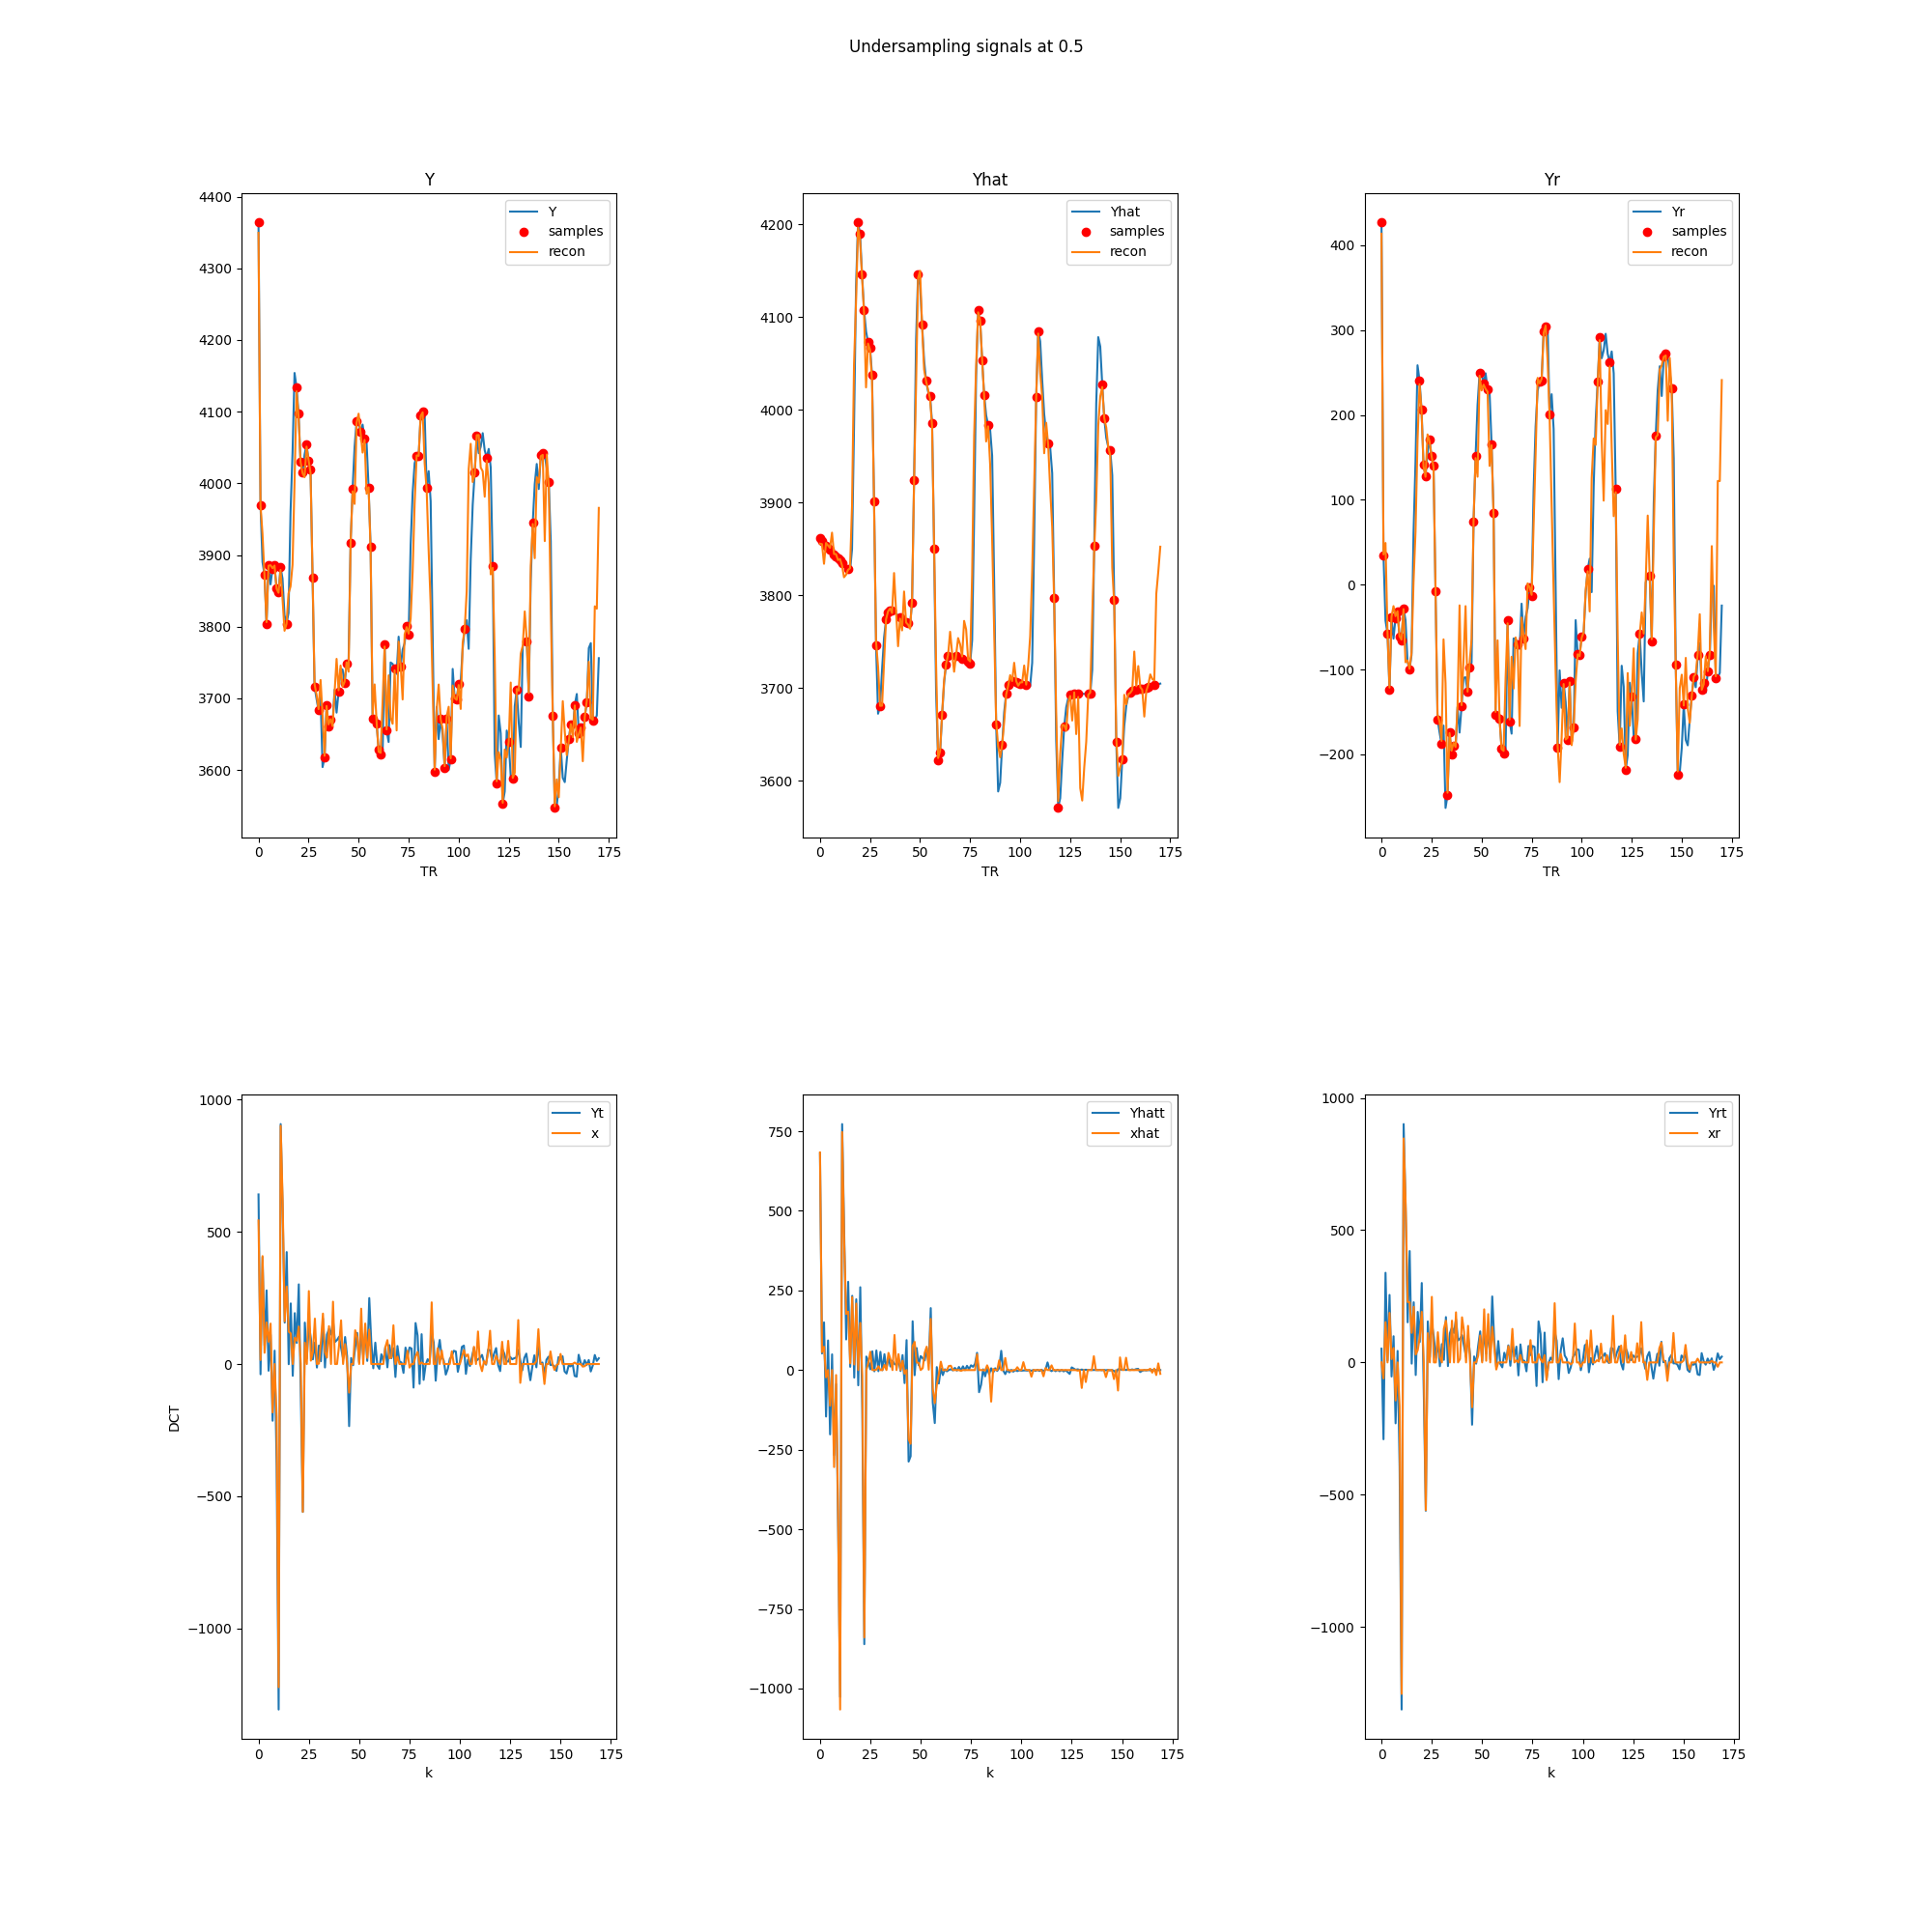 Undersampling signals at 0.5
Y
4400
4300
4200
4100
4000
3900
3800
3700
3600
0 25 50 75 100 125 150 175
TR
Y
samples
recon
Yhat
4200
4100
4000
3900
3800
3700
3600
0 25 50 75 100 125 150 175
TR
Yhat
samples
recon
Yr
400
300
200
100
0
−100
−200
0 25 50 75 100 125 150 175
TR
Yr
samples
recon
DCT
1000
500
0
−500
−1000
0 25 50 75 100 125 150 175
k
Yt
x
750
500
250
0
−250
−500
−750
−1000
0 25 50 75 100 125 150 175
k
Yhatt
xhat
1000
500
0
−500
−1000
0 25 50 75 100 125 150 175
k
Yrt
xr